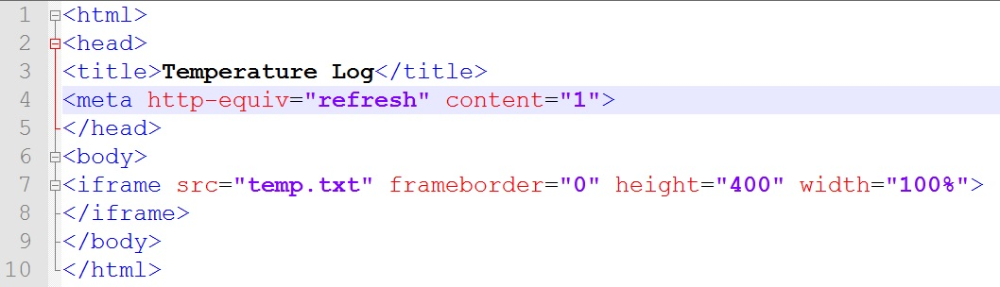 1 <html>
2 <head>
3 <title>Temperature Log</title>
4 <meta http-equiv="refresh" content="1">
5 </head>
6 <body>
7 <iframe src="temp.txt" frameborder="0" height="400" width="100%">
8 </iframe>
9 </body>
10 </html>